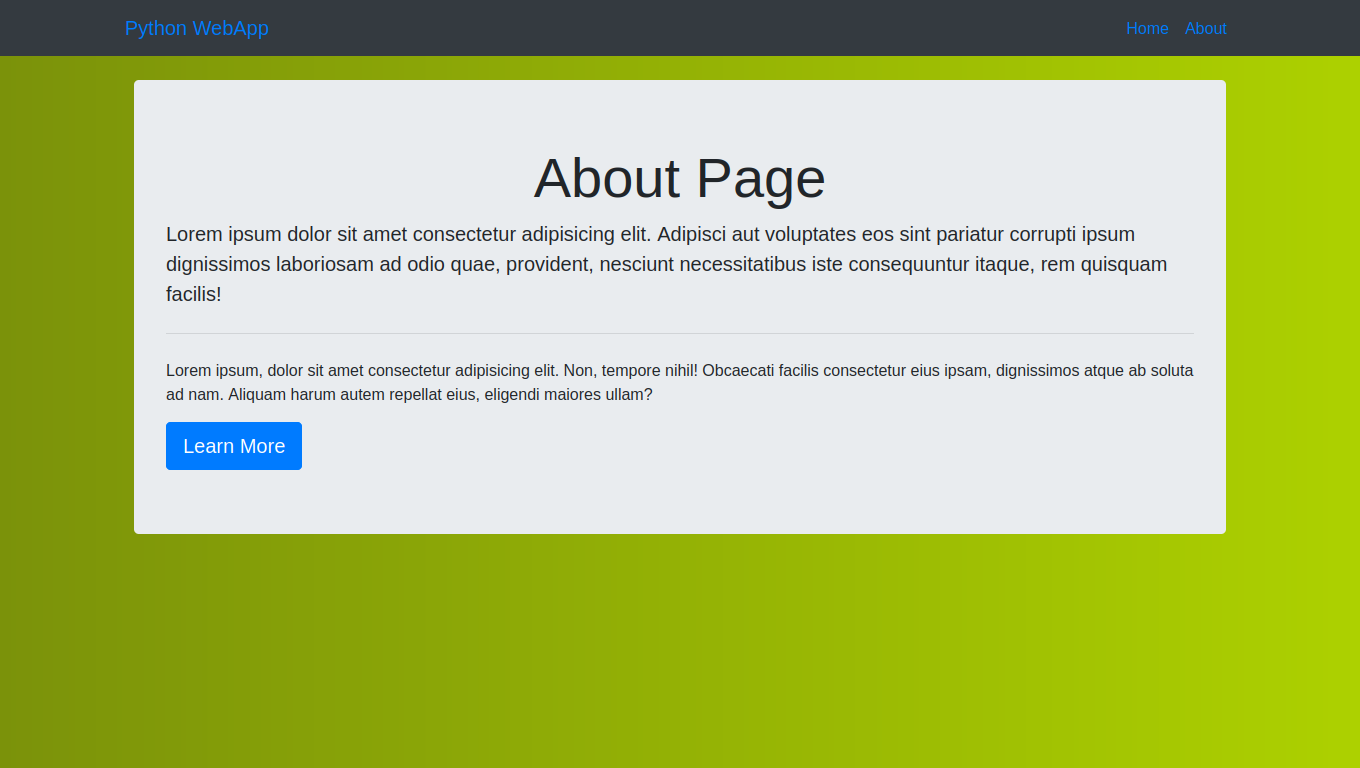 Python WebApp
Home About
About Page
Lorem ipsum dolor sit amet consectetur adipisicing elit. Adipisci aut voluptates eos sint pariatur corrupti ipsum
dignissimos laboriosam ad odio quae, provident, nesciunt necessitatibus iste consequuntur itaque, rem quisquam
facilis!
Lorem ipsum, dolor sit amet consectetur adipisicing elit. Non, tempore nihil! Obcaecati facilis consectetur eius ipsam, dignissimos atque ab soluta
ad nam. Aliquam harum autem repellat eius, eligendi maiores ullam?
Learn More